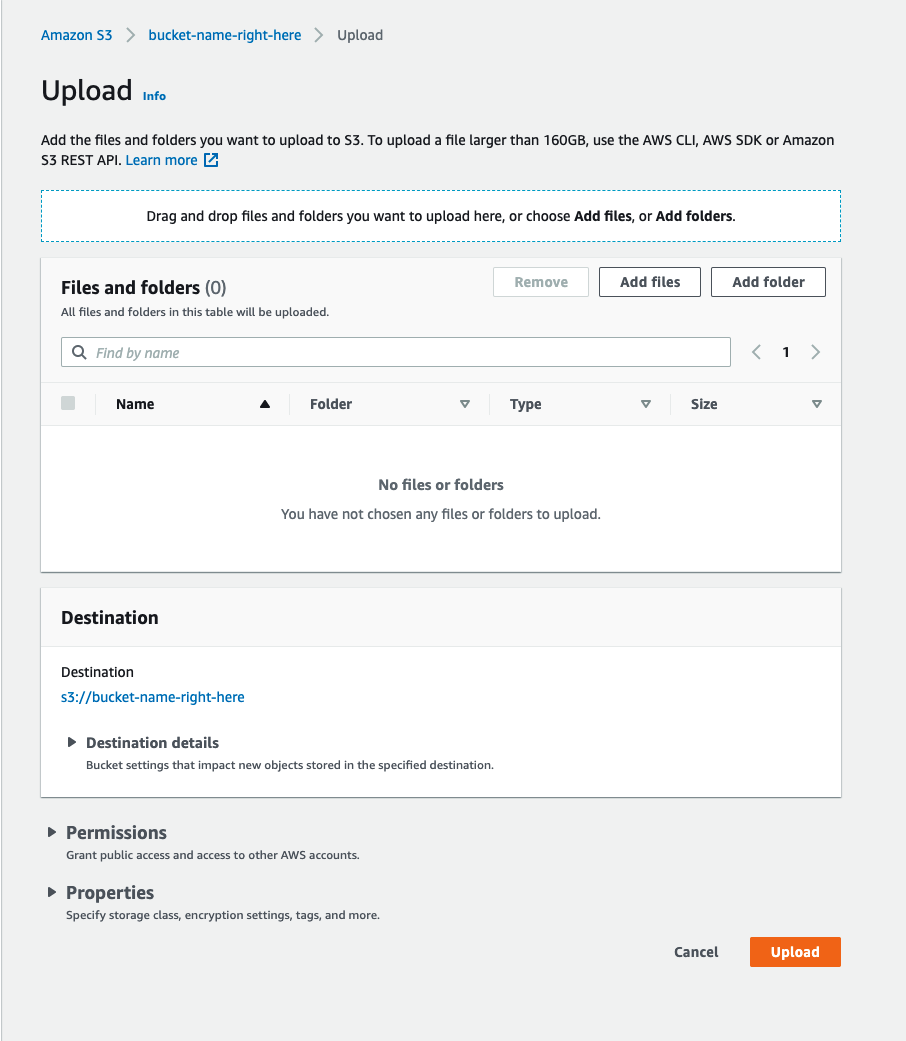 Amazon S3 > bucket-name-right-here > Upload
Upload Info
Add the files and folders you want to upload to S3. To upload a file larger than 160GB, use the AWS CLI, AWS SDK or Amazon
S3 REST API. Learn more
Drag and drop files and folders you want to upload here, or choose Add files, or Add folders.
Files and folders (0)
Remove
Add files
Add folder
All files and folders in this table will be uploaded.
Find by name
1
Name
Folder
Type
Size
No files or folders
You have not chosen any files or folders to upload.
Destination
Destination
s3://bucket-name-right-here
Destination details
Bucket settings that impact new objects stored in the specified destination.
Permissions
Grant public access and access to other AWS accounts.
Properties
Specify storage class, encryption settings, tags, and more.
Cancel
Upload